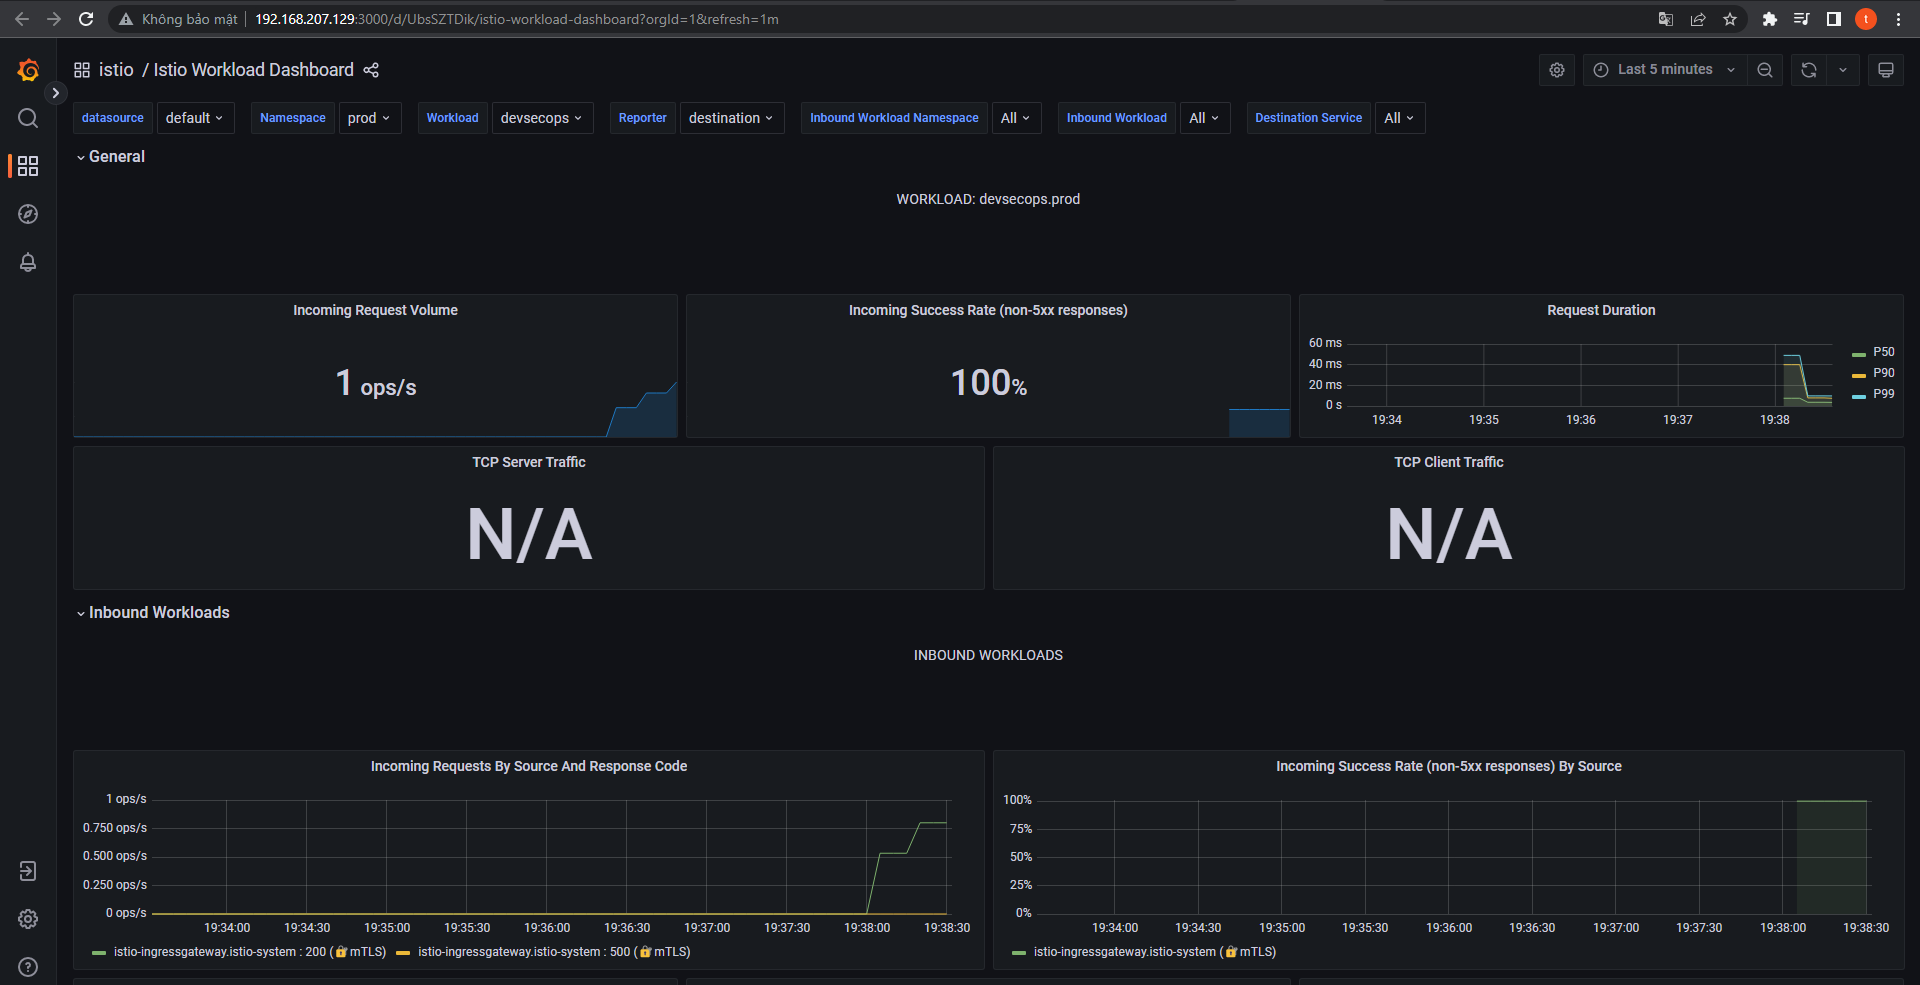 Không bảo mật
192.168.207.129:3000/d/UbsSZTDik/istio-workload-dashboard?orgId=1&refresh=1m
t
istio / Istio Workload Dashboard
Last 5 minutes
datasource default Namespace prod Workload devsecops Reporter destination Inbound Workload Namespace All Inbound Workload All Destination Service All
General
WORKLOAD: devsecops.prod
Incoming Request Volume
1 ops/s
Incoming Success Rate (non-5xx responses)
100%
Request Duration
60 ms
40 ms
20 ms
0 s
19:34 19:35 19:36 19:37 19:38
P50
P90
P99
TCP Server Traffic
N/A
TCP Client Traffic
N/A
Inbound Workloads
INBOUND WORKLOADS
Incoming Requests By Source And Response Code
1 ops/s
0.750 ops/s
0.500 ops/s
0.250 ops/s
0 ops/s
19:34:00 19:34:30 19:35:00 19:35:30 19:36:00 19:36:30 19:37:00 19:37:30 19:38:00 19:38:30
istio-ingressgateway.istio-system : 200 (🔐mTLS) istio-ingressgateway.istio-system : 500 (🔐mTLS)
Incoming Success Rate (non-5xx responses) By Source
100%
75%
50%
25%
0%
19:34:00 19:34:30 19:35:00 19:35:30 19:36:00 19:36:30 19:37:00 19:37:30 19:38:00 19:38:30
istio-ingressgateway.istio-system (🔐mTLS)